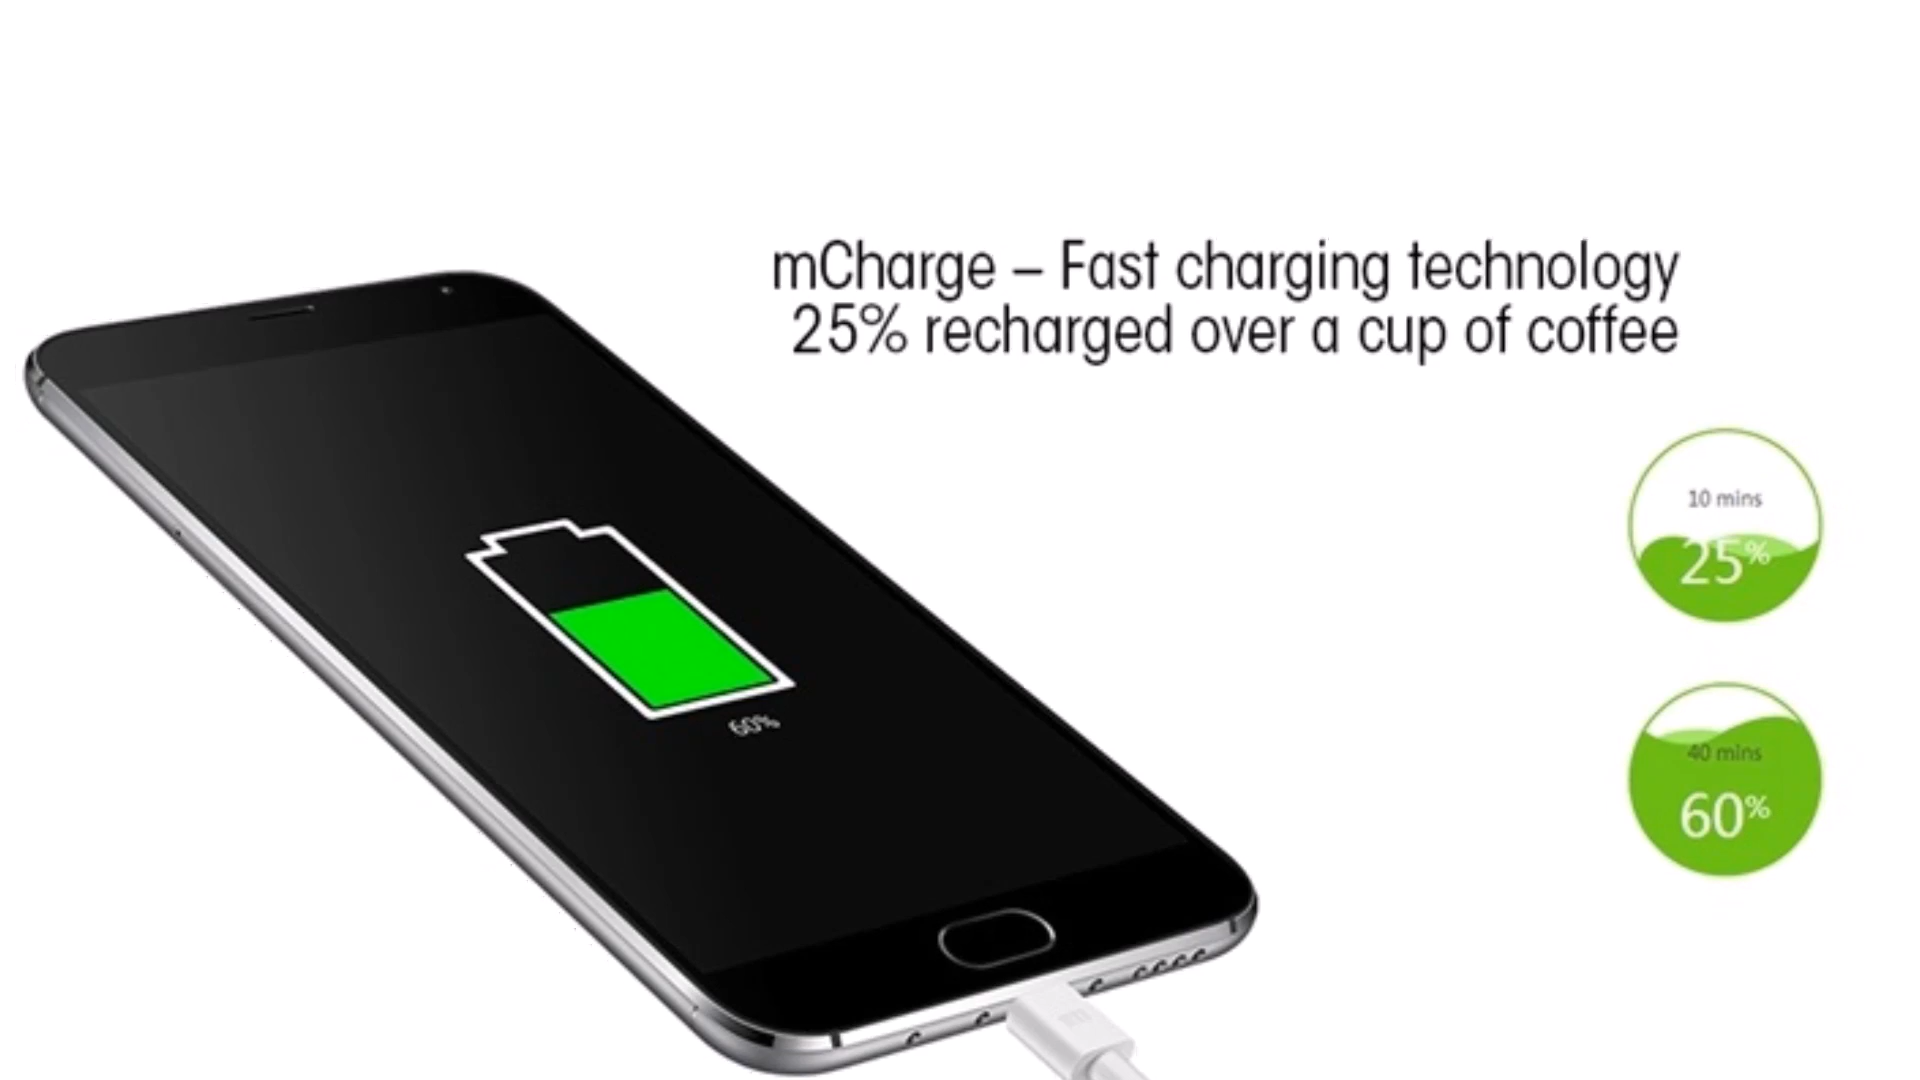 mCharge – Fast charging technology
25% recharged over a cup of coffee
10 mins
25%
60%
40 mins
60%